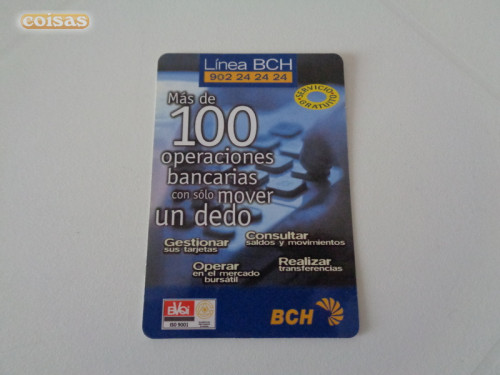 coisas
Línea BCH
902 24 24 24
SERVICIO GRATUITO
Más de
100
operaciones
bancarias
con sólo mover
un dedo
Gestionar
sus tarjetas
Consultar
saldos y movimientos
Operar
en el mercado
bursátil
Realizar
transferencias
BVQi
ISO 9001
BCH